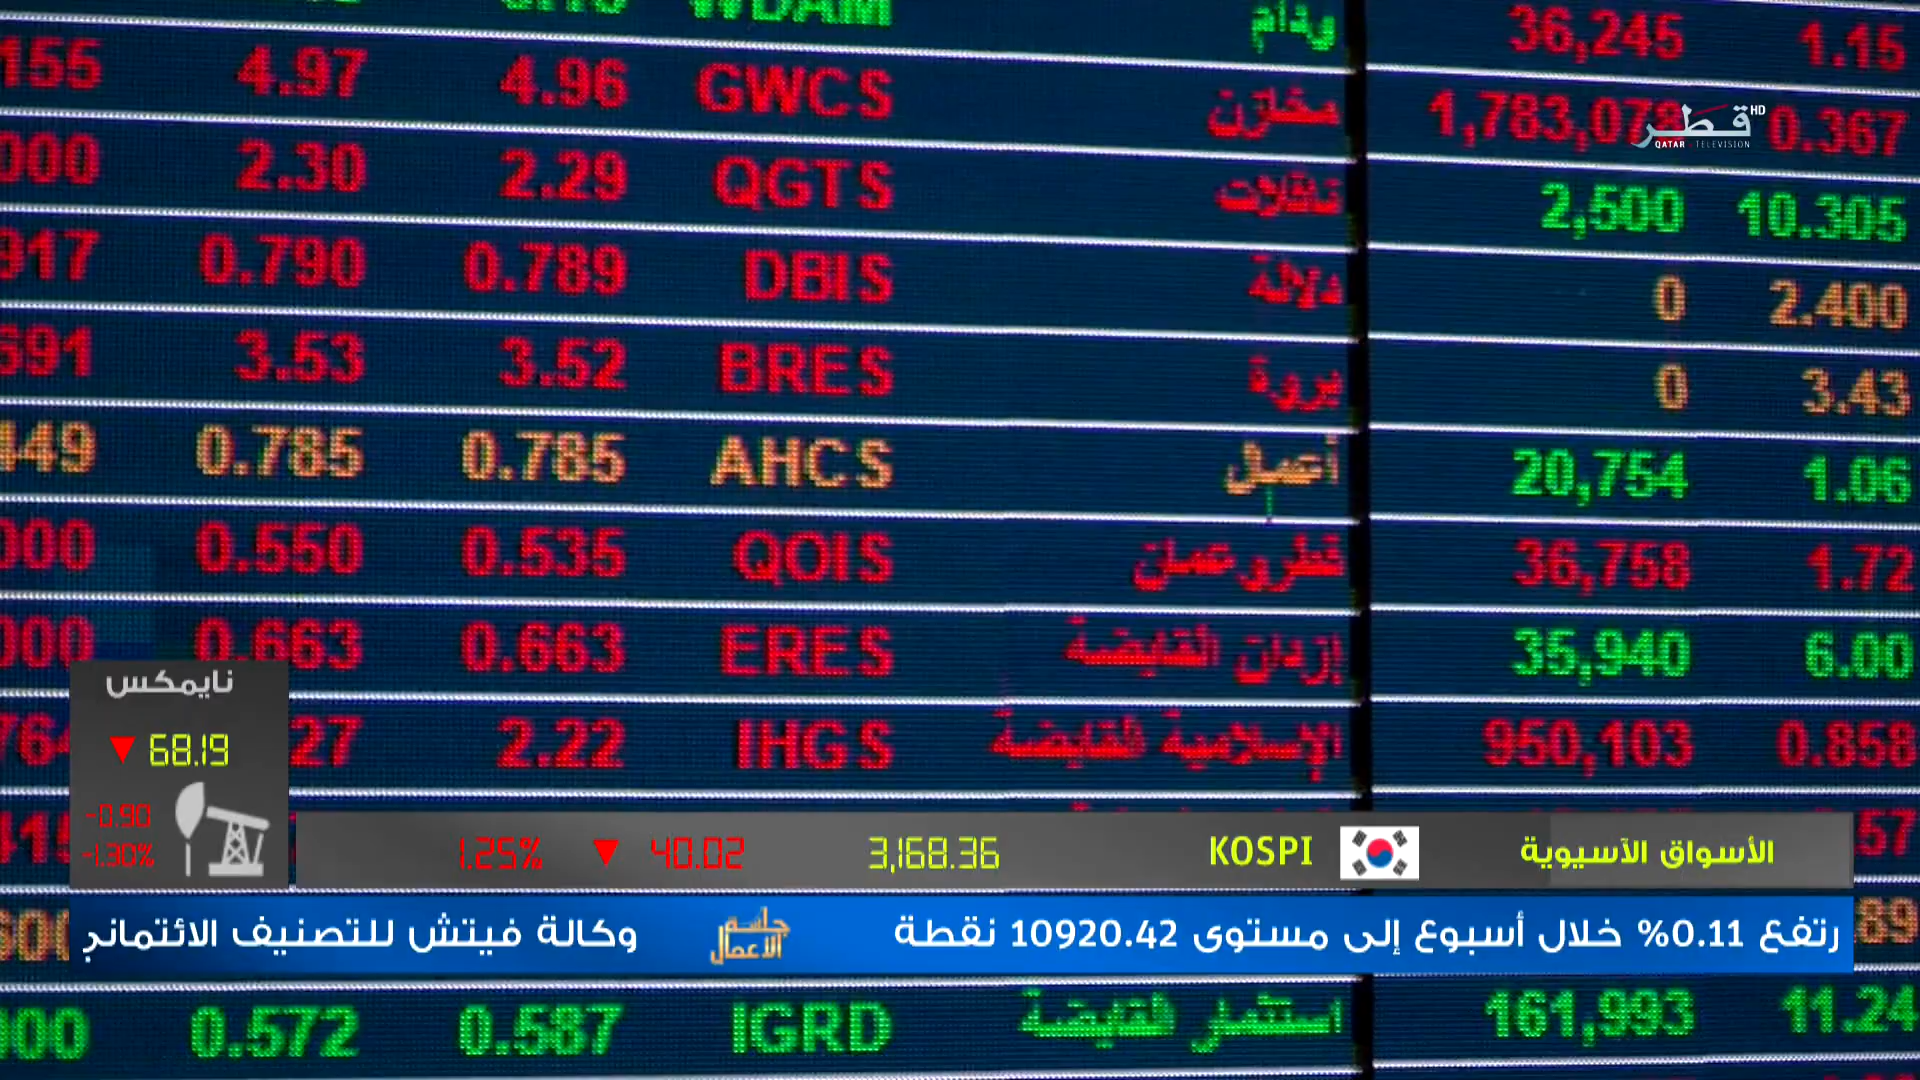 WDAM ودام 36,245 1.15
155 4.97 4.96 GWCS مخازن 1,783,078 0.367
قطر HD
QATAR TELEVISION
000 2.30 2.29 QGTS ناقلات 2,500 10.305
917 0.790 0.789 DBIS دلالة 0 2.400
691 3.53 3.52 BRES بروة 0 3.43
449 0.785 0.785 AHCS أعمال 20,754 1.06
000 0.550 0.535 QOIS قطر وعمان 36,758 1.72
000 0.663 0.663 ERES إزدان القابضة 35,940 6.00
764 27 2.22 IHGS الإسلامية القابضة 950,103 0.858
نايمكس
68.19
-0.90
-1.30%
الأسواق الآسيوية KOSPI 3,168.36 40.02 1.25%
رتفع 0.11% خلال أسبوع إلى مستوى 10920.42 نقطة جلسة الأعمال وكالة فيتش للتصنيف الائتماني
000 0.572 0.587 IGRD استثمار القابضة 161,993 11.24